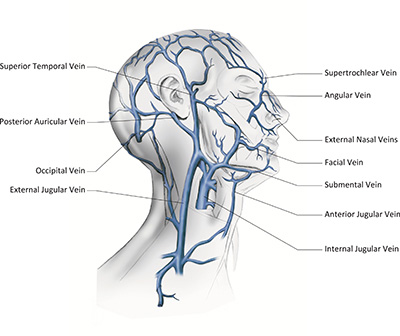 Superior Temporal Vein
Posterior Auricular Vein
Occipital Vein
External Jugular Vein
Supertrochlear Vein
Angular Vein
External Nasal Veins
Facial Vein
Submental Vein
Anterior Jugular Vein
Internal Jugular Vein